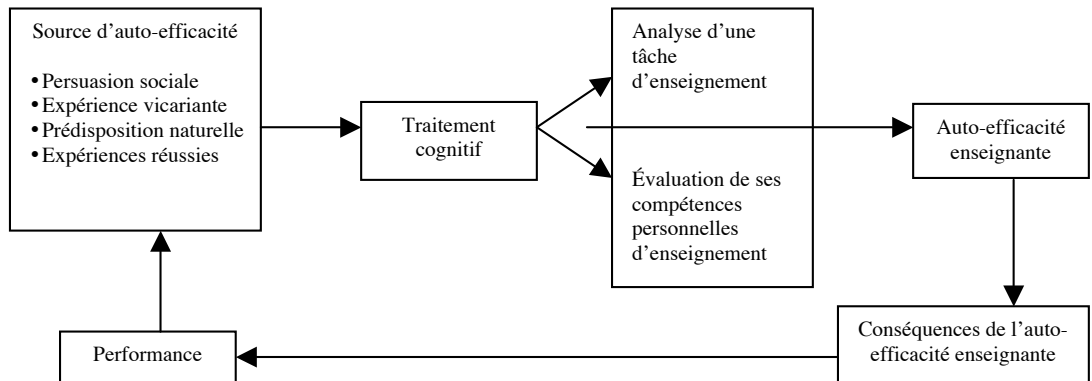 Source d’auto-efficacité
•Persuasion sociale
•Expérience vicariante
•Prédisposition naturelle
•Expériences réussies
Traitement
cognitif
Analyse d’une
tâche
d’enseignement
Évaluation de ses
compétences
personnelles
d’enseignement
Auto-efficacité
enseignante
Conséquences de l’auto-
efficacité enseignante
Performance